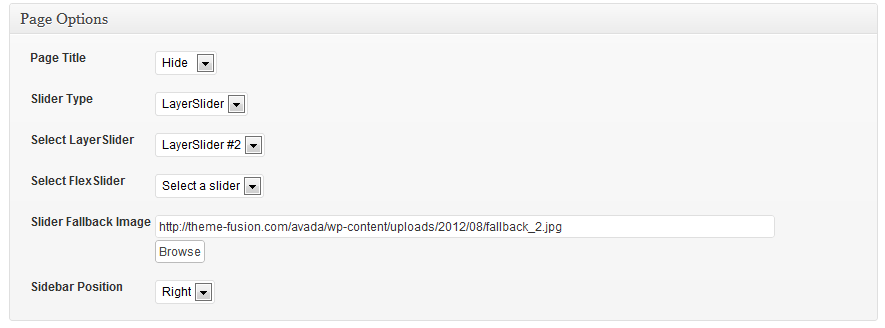 Page Options
Page Title Hide
Slider Type LayerSlider
Select LayerSlider LayerSlider #2
Select FlexSlider Select a slider
Slider Fallback Image http://theme-fusion.com/avada/wp-content/uploads/2012/08/fallback_2.jpg
Browse
Sidebar Position Right